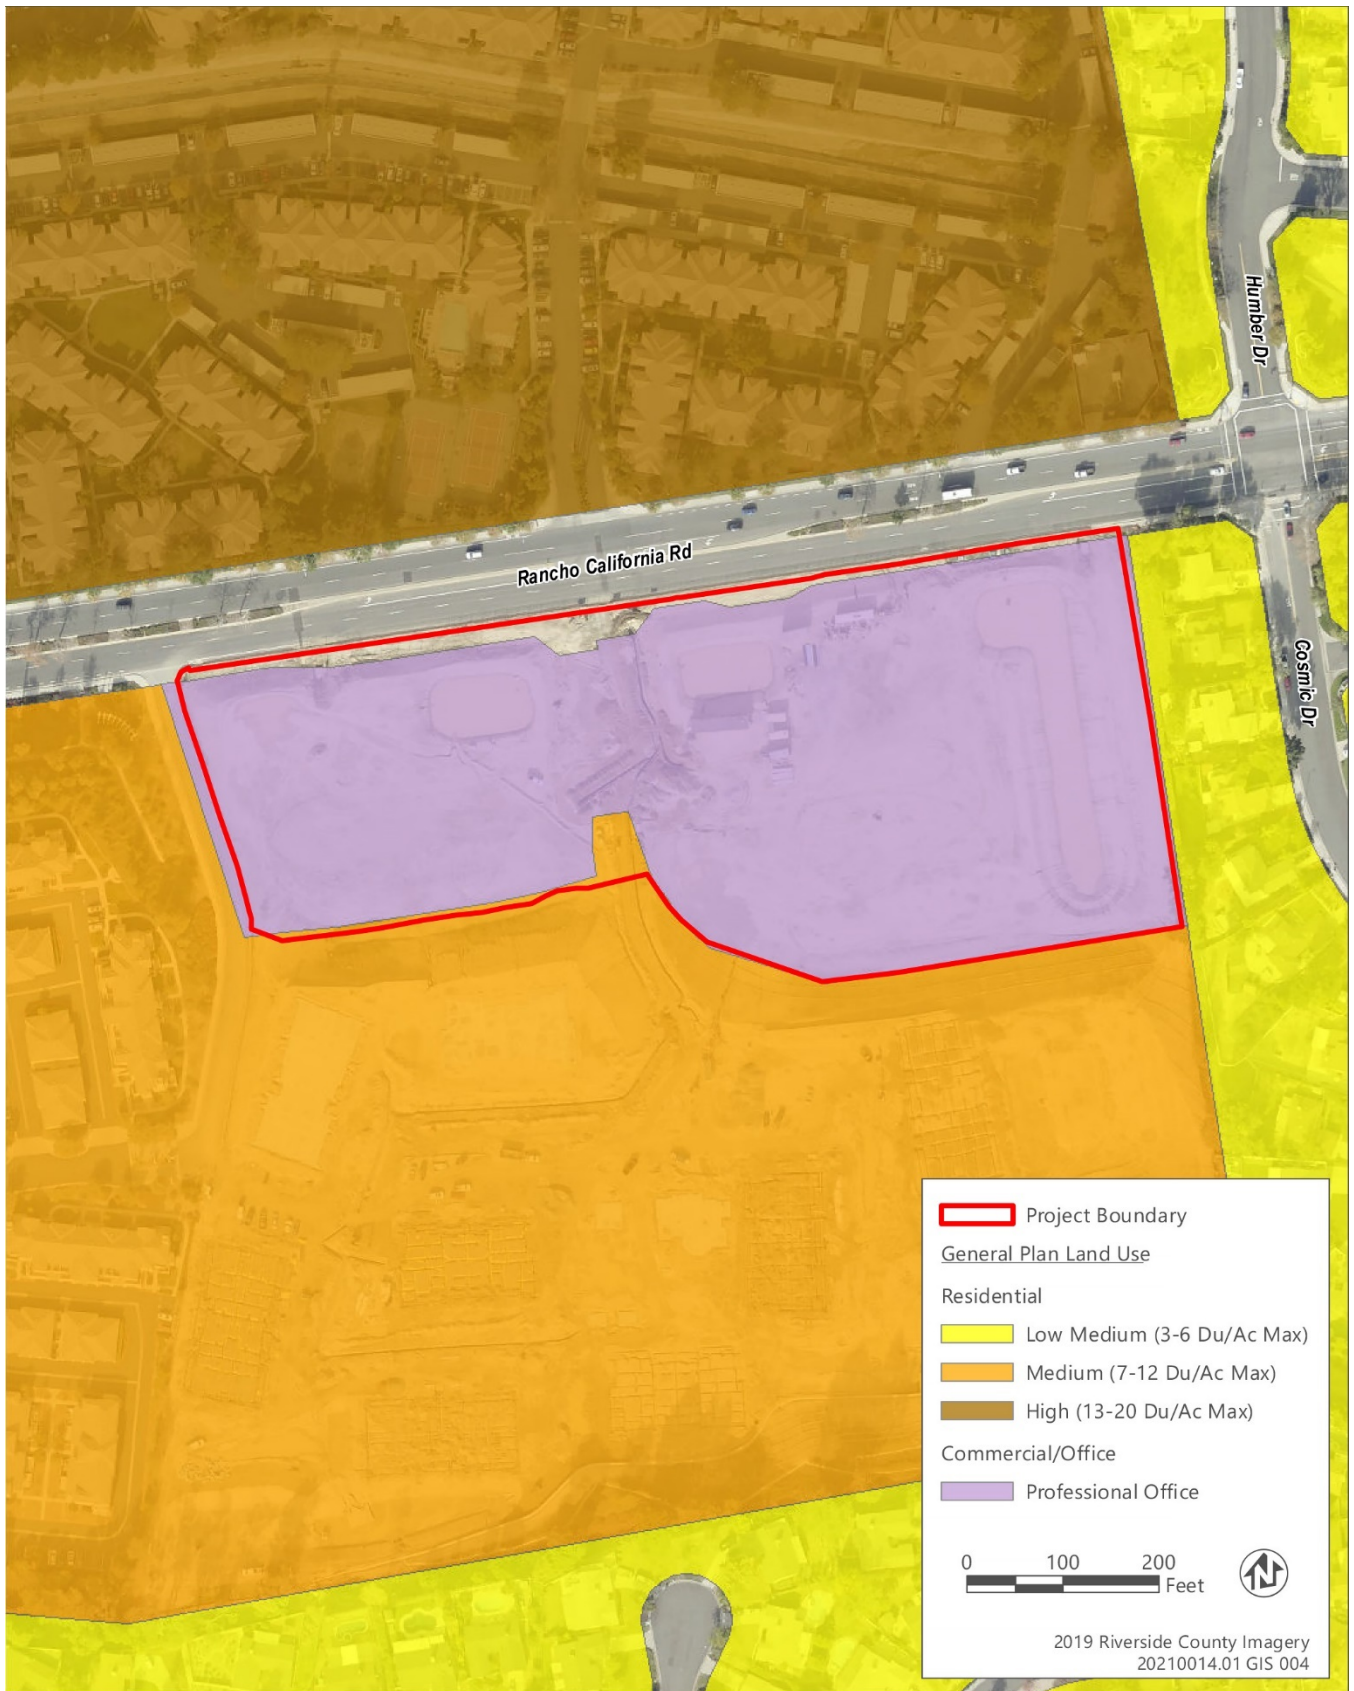 Humber Dr
Rancho California Rd
Cosmic Dr
Project Boundary
General Plan Land Use
Residential
Low Medium (3-6 Du/Ac Max)
Medium (7-12 Du/Ac Max)
High (13-20 Du/Ac Max)
Commercial/Office
Professional Office
0 100 200
Feet
N
2019 Riverside County Imagery
20210014.01 GIS 004